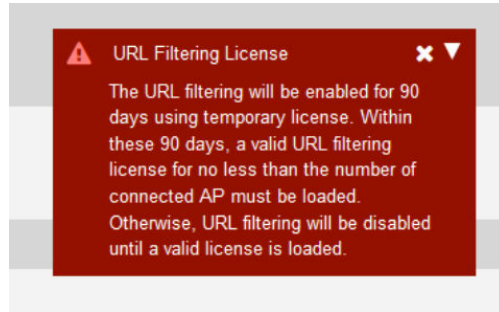 URL Filtering License
The URL filtering will be enabled for 90
days using temporary license. Within
these 90 days, a valid URL filtering
license for no less than the number of
connected AP must be loaded.
Otherwise, URL filtering will be disabled
until a valid license is loaded.